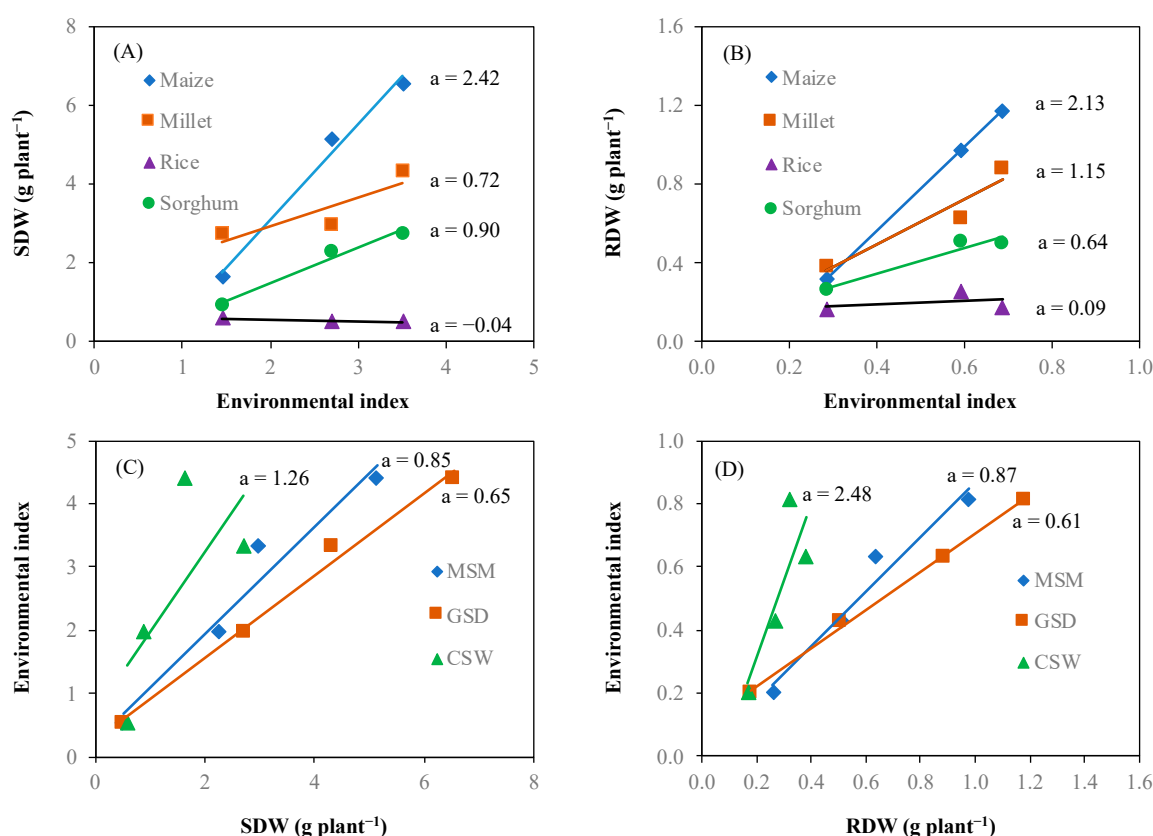 (A)
SDW (g plant⁻¹)
8
6
4
2
0
0 1 2 3 4 5
Environmental index
Maize
Millet
Rice
Sorghum
a = 2.42
a = 0.72
a = 0.90
a = −0.04
(B)
RDW (g plant⁻¹)
1.6
1.2
0.8
0.4
0.0
0.0 0.2 0.4 0.6 0.8 1.0
Environmental index
Maize
Millet
Rice
Sorghum
a = 2.13
a = 1.15
a = 0.64
a = 0.09
(C)
Environmental index
5
4
3
2
1
0
0 2 4 6 8
SDW (g plant⁻¹)
a = 1.26
a = 0.85
a = 0.65
MSM
GSD
CSW
(D)
Environmental index
1.0
0.8
0.6
0.4
0.2
0.0
0.0 0.2 0.4 0.6 0.8 1.0 1.2 1.4 1.6
RDW (g plant⁻¹)
a = 2.48
a = 0.87
a = 0.61
MSM
GSD
CSW